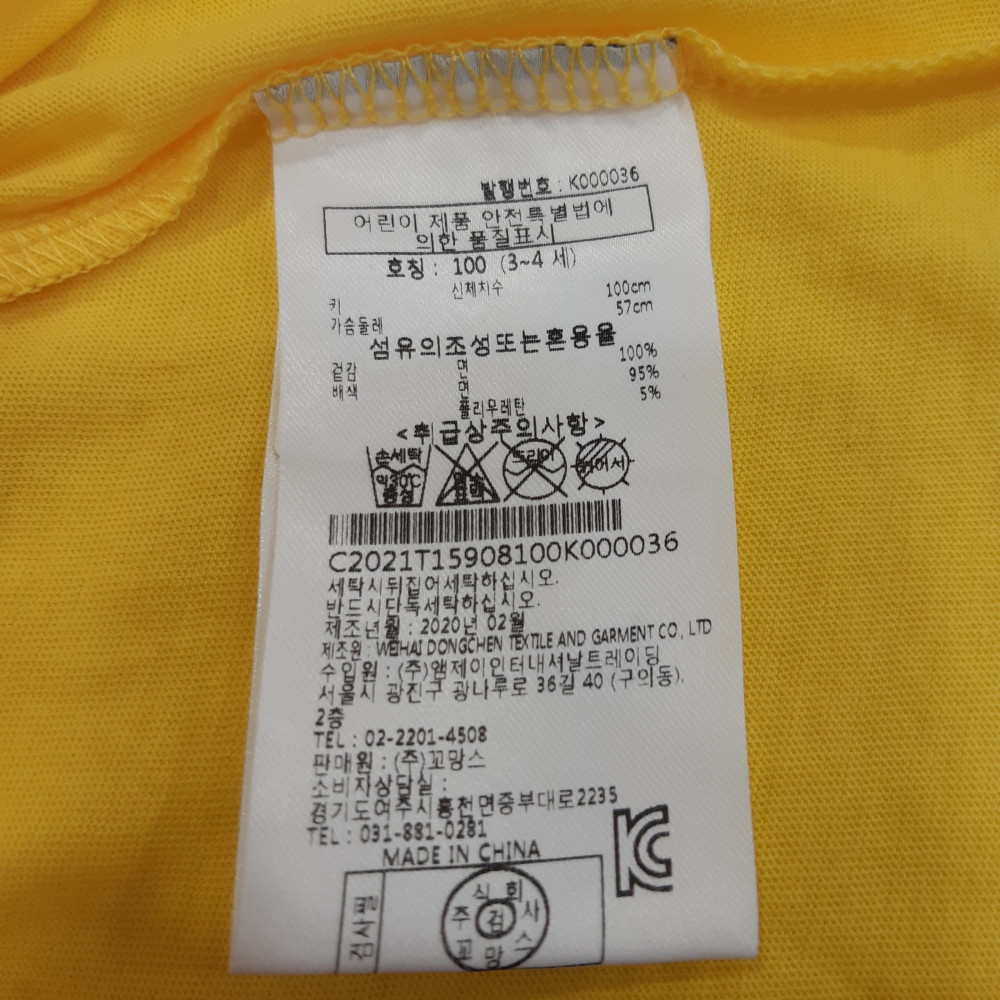 발행번호 : K000036
어린이 제품 안전특별법에
의한 품질표시
호칭 : 100 (3~4 세)
신체치수
키 100cm
가슴둘레 57cm
섬유의조성또는혼용율
겉감 면 100%
배색 면 95%
폴리우레탄 5%
<취급상주의사항>
손세탁 드라이
약30℃ 중성 표백 뉘어서
C2021T15908100K000036
세탁시뒤집어세탁하십시오.
반드시단독세탁하십시오.
제조년월 : 2020년 02월
제조원 : WEIHAI DONGCHEN TEXTILE AND GARMENT CO., LTD
수입원 : (주)앰제이인터내셔날트레이딩
서울시 광진구 광나루로 36길 40 (구의동),
2층
TEL : 02-2201-4508
판매원 : (주)꼬망스
소비자상담실 :
경기도여주시흥천면중부대로2235
TEL : 031-881-0281
MADE IN CHINA
KC
검사필
주식회사
검
꼬망스